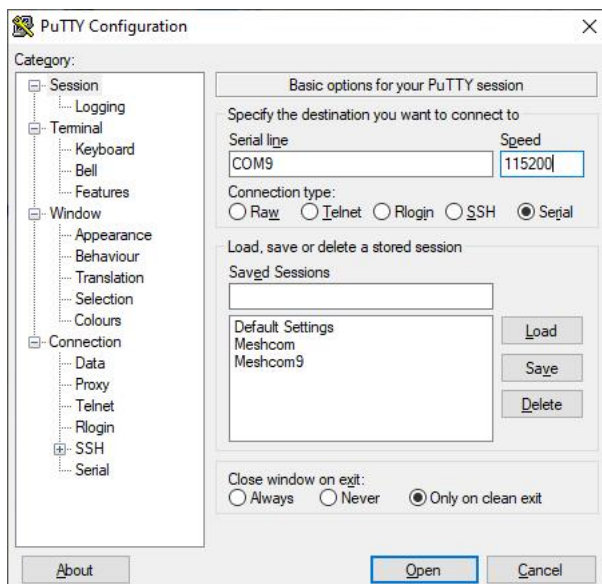 PuTTY Configuration
Category:
Session
Logging
Terminal
Keyboard
Bell
Features
Window
Appearance
Behaviour
Translation
Selection
Colours
Connection
Data
Proxy
Telnet
Rlogin
SSH
Serial
Basic options for your PuTTY session
Specify the destination you want to connect to
Serial line Speed
COM9 115200
Connection type:
Raw Telnet Rlogin SSH Serial
Load, save or delete a stored session
Saved Sessions
Default Settings
Meshcom
Meshcom9
Load
Save
Delete
Close window on exit:
Always Never Only on clean exit
About Open Cancel